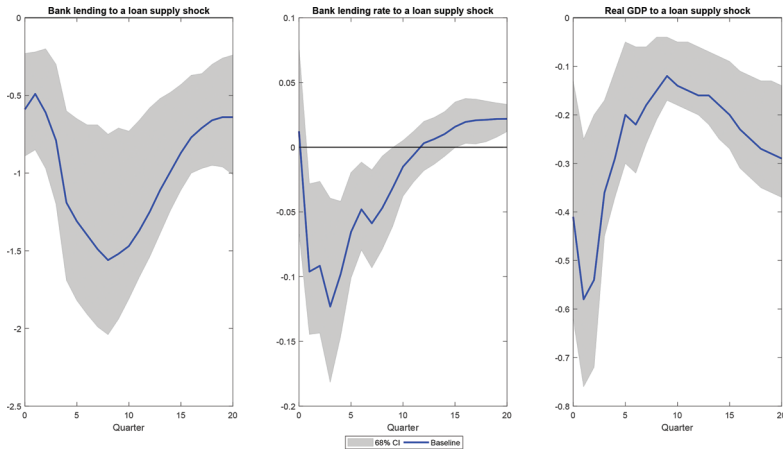 Bank lending to a loan supply shock
0
-0.5
-1
-1.5
-2
-2.5
0 5 10 15 20
Quarter
Bank lending rate to a loan supply shock
0.1
0.05
0
-0.05
-0.1
-0.15
-0.2
0 5 10 15 20
Quarter
Real GDP to a loan supply shock
0
-0.1
-0.2
-0.3
-0.4
-0.5
-0.6
-0.7
-0.8
0 5 10 15 20
Quarter
68% CI Baseline